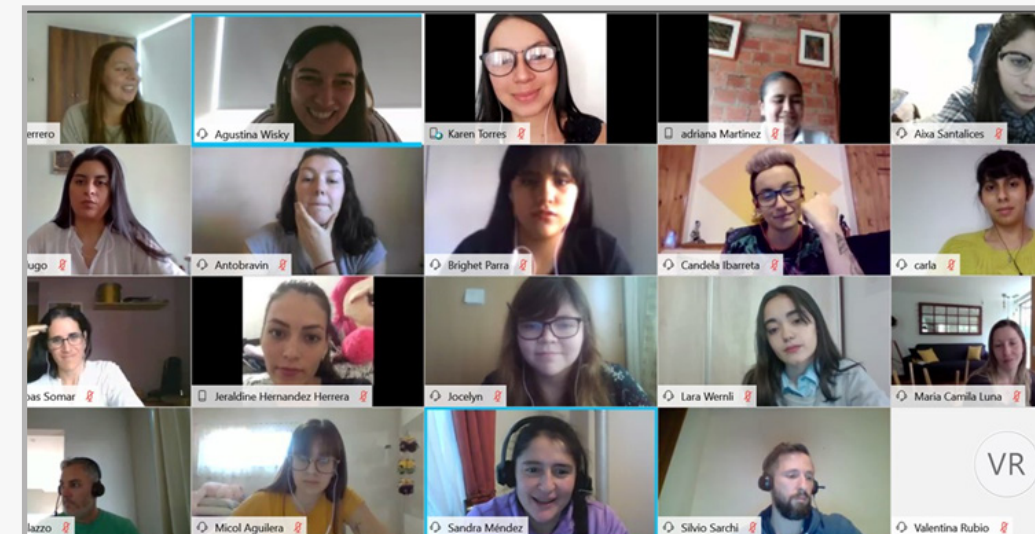 errero
Agustina Wisky
Karen Torres
adriana Martinez
Aixa Santalices
ugo
Antobravin
Brighet Parra
Candela Ibarreta
carla
as Somar
Jeraldine Hernandez Herrera
Jocelyn
Lara Wernli
Maria Camila Luna
lazzo
Micol Aguilera
Sandra Méndez
Silvio Sarchi
VR
Valentina Rubio